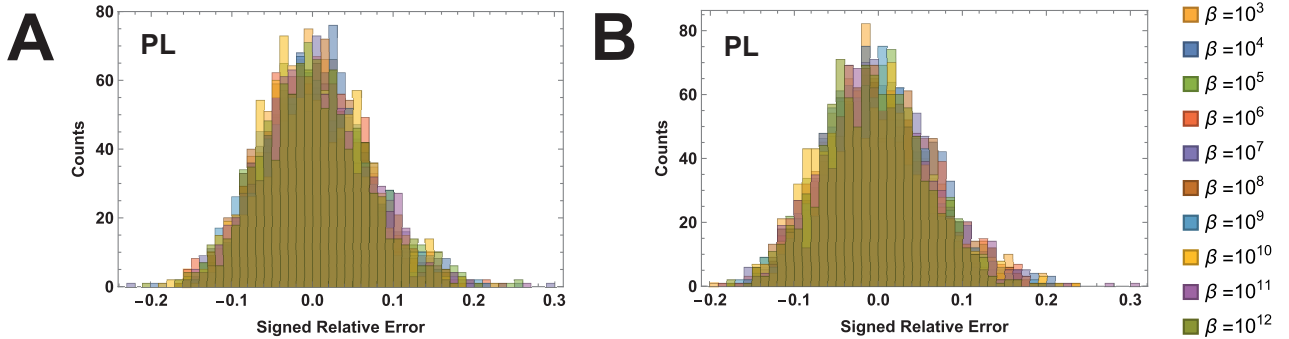 A
PL
80
60
40
20
0
Counts
−0.2 −0.1 0.0 0.1 0.2 0.3
Signed Relative Error
B
PL
80
60
40
20
0
Counts
−0.2 −0.1 0.0 0.1 0.2 0.3
Signed Relative Error
β =10³
β =10⁴
β =10⁵
β =10⁶
β =10⁷
β =10⁸
β =10⁹
β =10¹⁰
β =10¹¹
β =10¹²